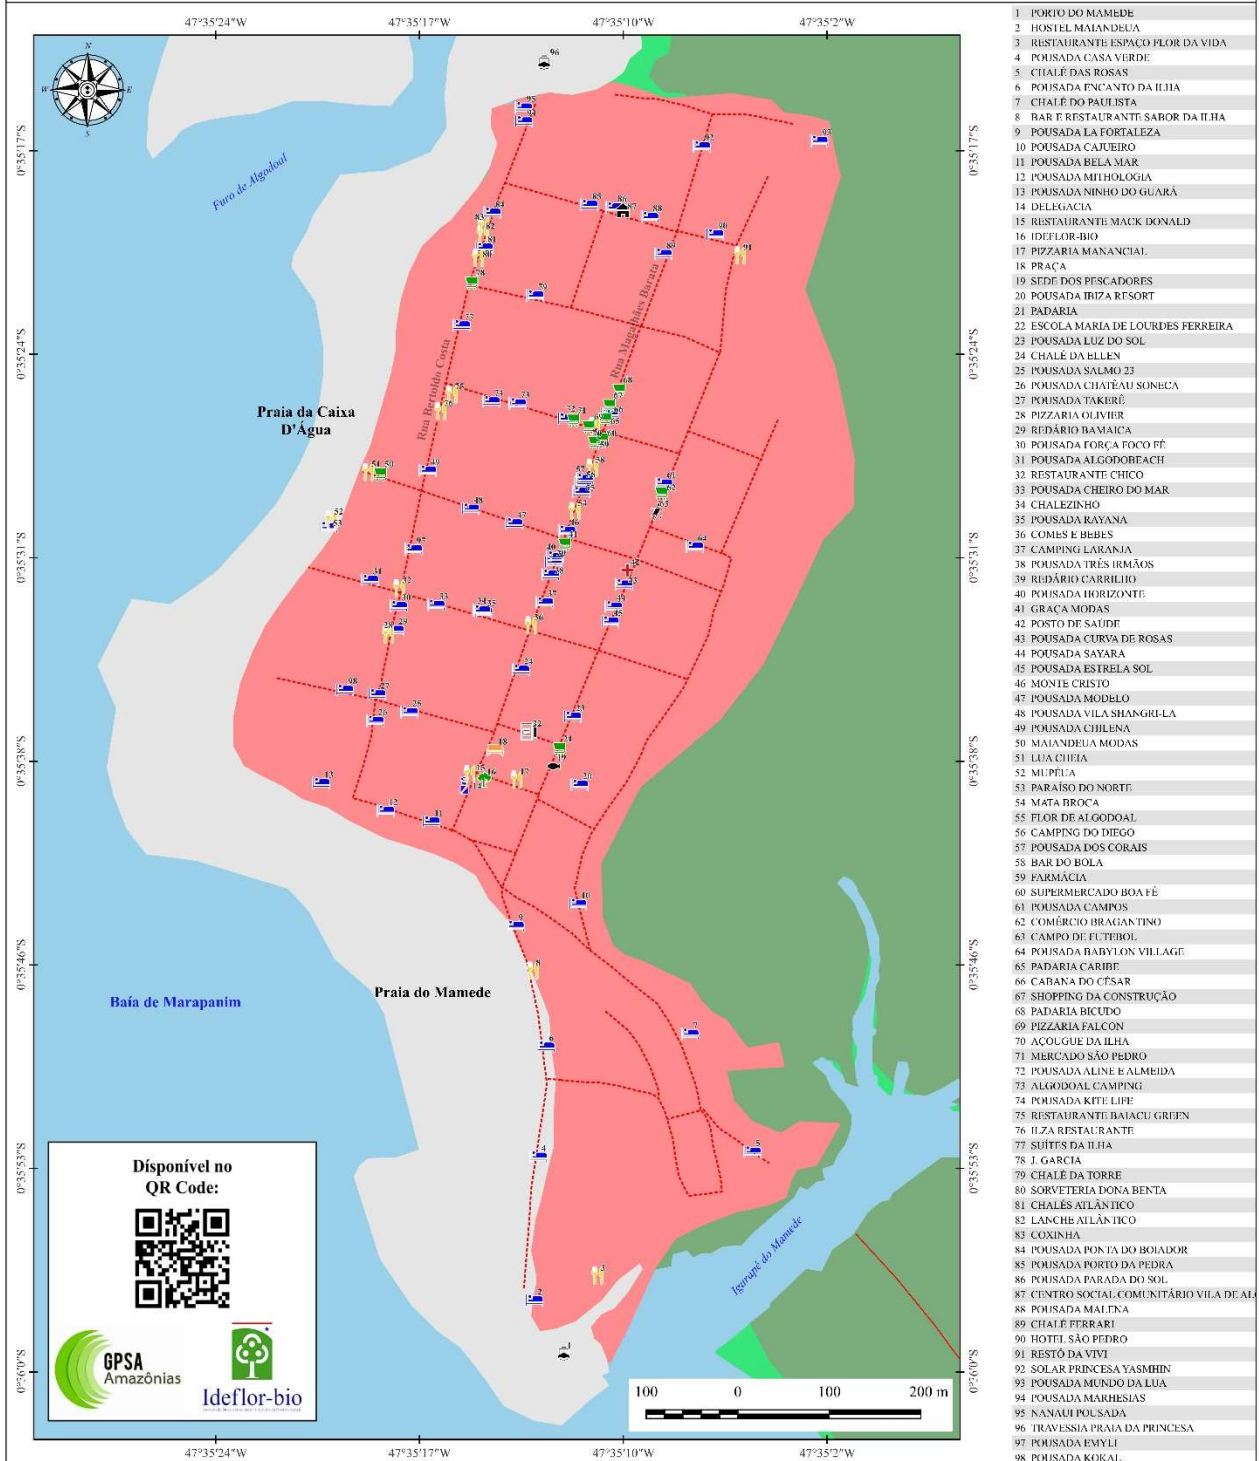 47°35'24"W 47°35'17"W 47°35'10"W 47°35'2"W
N
W E
S
0°35'17"S
0°35'24"S
0°35'31"S
0°35'38"S
0°35'46"S
0°35'53"S
0°36'0"S
Furo de Algodoal
Rua Bertoldo Costa
Rua Magalhães Barata
Praia da Caixa
D'Água
Baía de Marapanim
Praia do Mamede
Igarapé do Mamede
Dísponível no
QR Code:
GPSA
Amazônias
Ideflor-bio
100 0 100 200 m
47°35'24"W 47°35'17"W 47°35'10"W 47°35'2"W
1 PORTO DO MAMEDE
2 HOSTEL MAIANDEUA
3 RESTAURANTE ESPAÇO FLOR DA VIDA
4 POUSADA CASA VERDE
5 CHALÉ DAS ROSAS
6 POUSADA ENCANTO DA ILHA
7 CHALÉ DO PAULISTA
8 BAR E RESTAURANTE SABOR DA ILHA
9 POUSADA LA FORTALEZA
10 POUSADA CAJUEIRO
11 POUSADA BELA MAR
12 POUSADA MITHOLOGIA
13 POUSADA NINHO DO GUARÁ
14 DELEGACIA
15 RESTAURANTE MACK DONALD
16 IDEFLOR-BIO
17 PIZZARIA MANANCIAL
18 PRAÇA
19 SEDE DOS PESCADORES
20 POUSADA IBIZA RESORT
21 PADARIA
22 ESCOLA MARIA DE LOURDES FERREIRA
23 POUSADA LUZ DO SOL
24 CHALÉ DA ELLEN
25 POUSADA SALMO 23
26 POUSADA CHATÊAU SONECA
27 POUSADA TAKERÊ
28 PIZZARIA OLIVIER
29 REDÁRIO BAMAICA
30 POUSADA FORÇA FOCO FÉ
31 POUSADA ALGODOBEACH
32 RESTAURANTE CHICO
33 POUSADA CHEIRO DO MAR
34 CHALEZINHO
35 POUSADA RAYANA
36 COMES E BEBES
37 CAMPING LARANJA
38 POUSADA TRÊS IRMÃOS
39 REDÁRIO CARRILHO
40 POUSADA HORIZONTE
41 GRAÇA MODAS
42 POSTO DE SAÚDE
43 POUSADA CURVA DE ROSAS
44 POUSADA SAYARA
45 POUSADA ESTRELA SOL
46 MONTE CRISTO
47 POUSADA MODELO
48 POUSADA VILA SHANGRI-LA
49 POUSADA CHILENA
50 MAIANDEUA MODAS
51 LUA CHEIA
52 MUPÉUA
53 PARAÍSO DO NORTE
54 MATA BROCA
55 FLOR DE ALGODOAL
56 CAMPING DO DIEGO
57 POUSADA DOS CORAIS
58 BAR DO BOLA
59 FARMÁCIA
60 SUPERMERCADO BOA FÉ
61 POUSADA CAMPOS
62 COMÉRCIO BRAGANTINO
63 CAMPO DE FUTEBOL
64 POUSADA BABYLON VILLAGE
65 PADARIA CARIBE
66 CABANA DO CÉSAR
67 SHOPPING DA CONSTRUÇÃO
68 PADARIA BICUDO
69 PIZZARIA FALCON
70 AÇOUGUE DA ILHA
71 MERCADO SÃO PEDRO
72 POUSADA ALINE E ALMEIDA
73 ALGODOAL CAMPING
74 POUSADA KITE LIFE
75 RESTAURANTE BAIACU GREEN
76 ILZA RESTAURANTE
77 SUÍTES DA ILHA
78 J. GARCIA
79 CHALÉ DA TORRE
80 SORVETERIA DONA BENTA
81 CHALÉS ATLÂNTICO
82 LANCHE ATLÂNTICO
83 COXINHA
84 POUSADA PONTA DO BOIADOR
85 POUSADA PORTO DA PEDRA
86 POUSADA PARADA DO SOL
87 CENTRO SOCIAL COMUNITÁRIO VILA DE AL
88 POUSADA MALENA
89 CHALÉ FERRARI
90 HOTEL SÃO PEDRO
91 RESTÔ DA VIVI
92 SOLAR PRINCESA YASMHIN
93 POUSADA MUNDO DA LUA
94 POUSADA MARHESIAS
95 NANAUI POUSADA
96 TRAVESSIA PRAIA DA PRINCESA
97 POUSADA EMYLI
98 POUSADA KOKAL